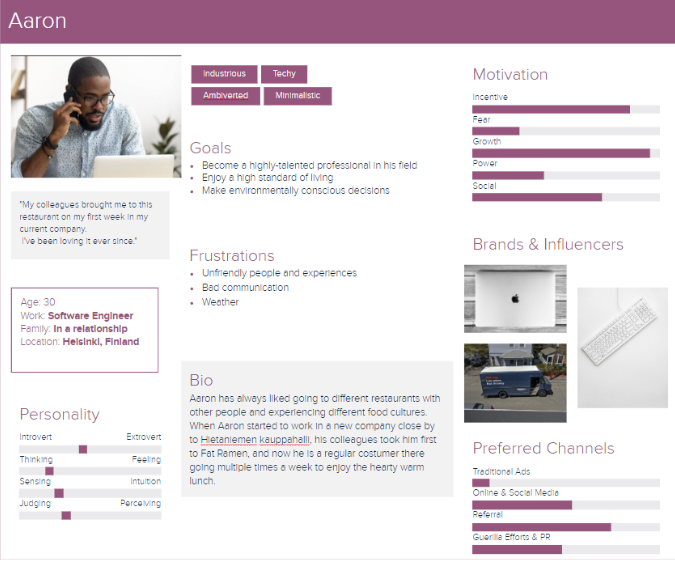 Aaron
Industrious
Techy
Ambiverted
Minimalistic
"My colleagues brought me to this
restaurant on my first week in my
current company.
I've been loving it ever since."
Age: 30
Work: Software Engineer
Family: In a relationship
Location: Helsinki, Finland
Personality
Introvert Extrovert
Thinking Feeling
Sensing Intuition
Judging Perceiving
Goals
• Become a highly-talented professional in his field
• Enjoy a high standard of living
• Make environmentally conscious decisions
Frustrations
• Unfriendly people and experiences
• Bad communication
• Weather
Bio
Aaron has always liked going to different restaurants with
other people and experiencing different food cultures.
When Aaron started to work in a new company close by
to Hietaniemen kauppahalli, his colleagues took him first
to Fat Ramen, and now he is a regular costumer there
going multiple times a week to enjoy the hearty warm
lunch.
Motivation
Incentive
Fear
Growth
Power
Social
Brands & Influencers
Preferred Channels
Traditional Ads
Online & Social Media
Referral
Guerilla Efforts & PR